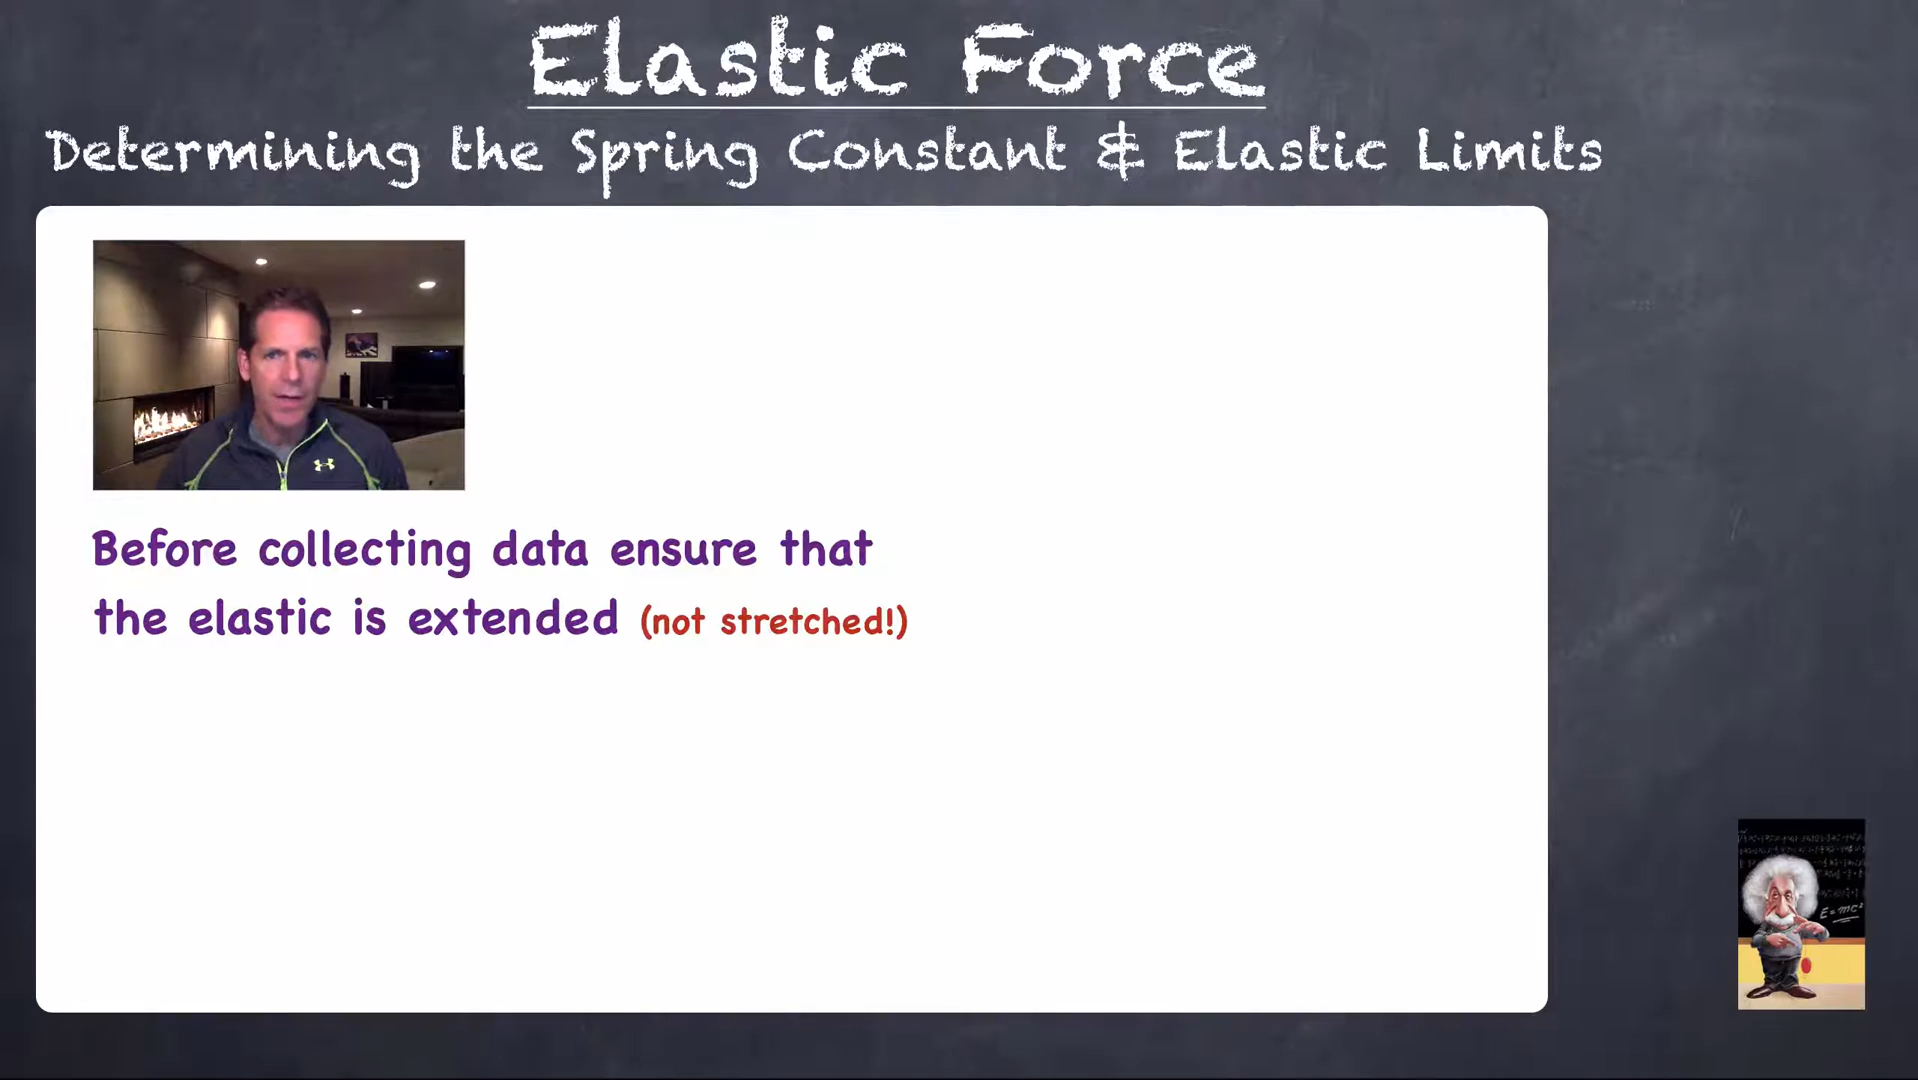 Elastic Force
Determining the Spring Constant & Elastic Limits
Before collecting data ensure that
the elastic is extended (not stretched!)
E=mc²